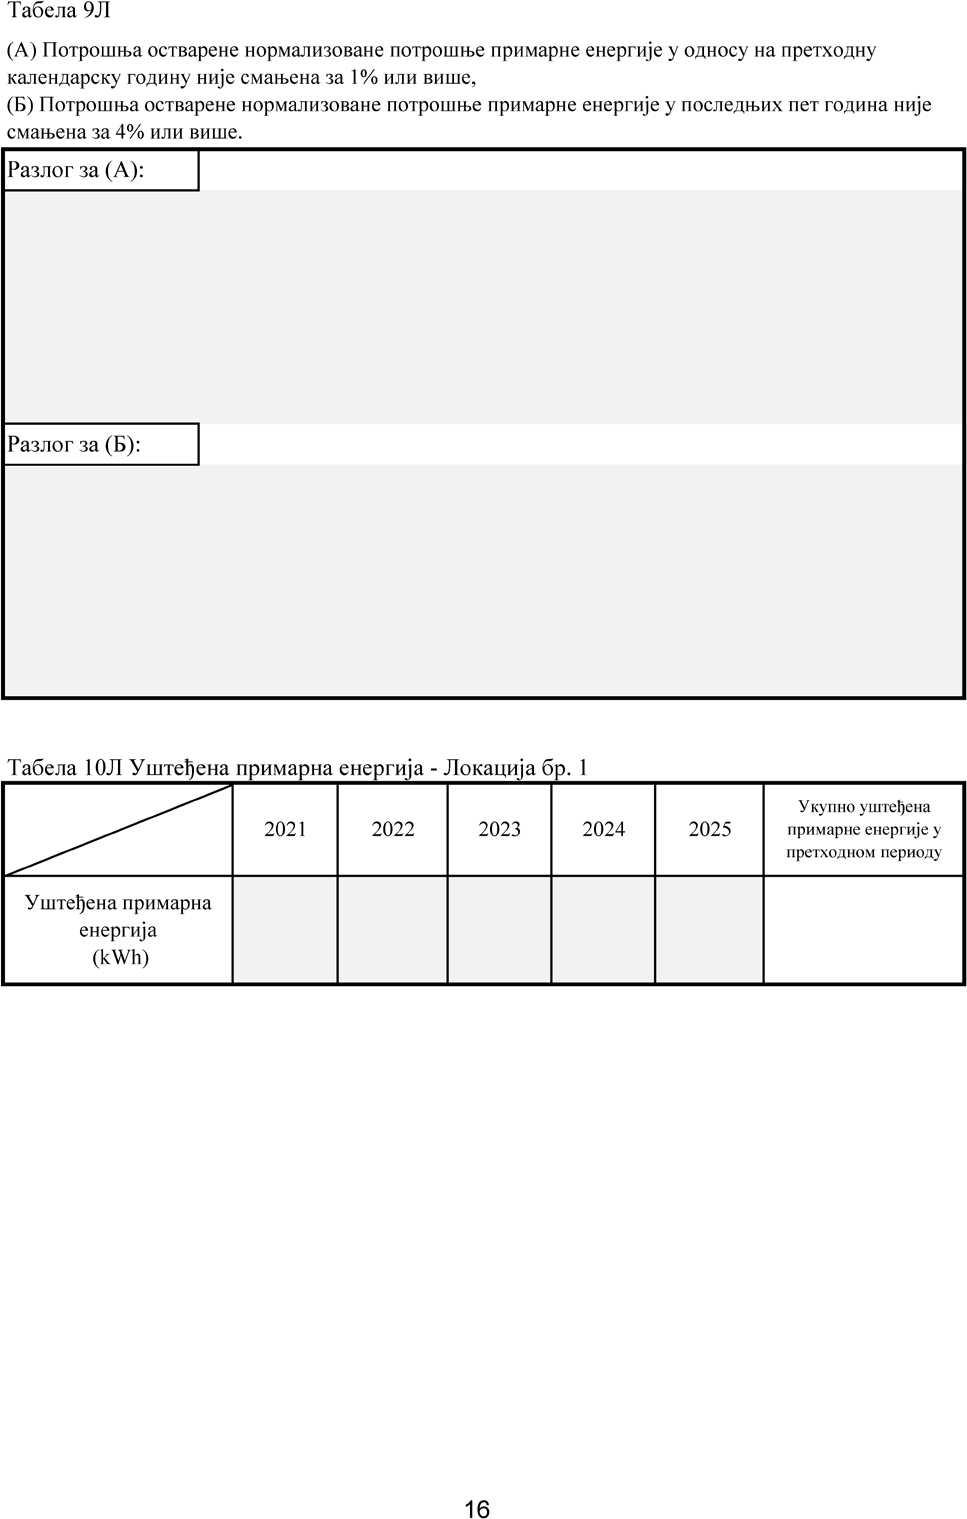 Табела 9Л
(А) Потрошња остварене нормализоване потрошње примарне енергије у односу на претходну
календарску годину није смањена за 1% или више,
(Б) Потрошња остварене нормализоване потрошње примарне енергије у последњих пет година није
смањена за 4% или више.
Разлог за (А):
Разлог за (Б):
Табела 10Л Уштеђена примарна енергија - Локација бр. 1
2021 2022 2023 2024 2025
Укупно уштеђена
примарне енергије у
претходном периоду
Уштеђена примарна
енергија
(kWh)
16